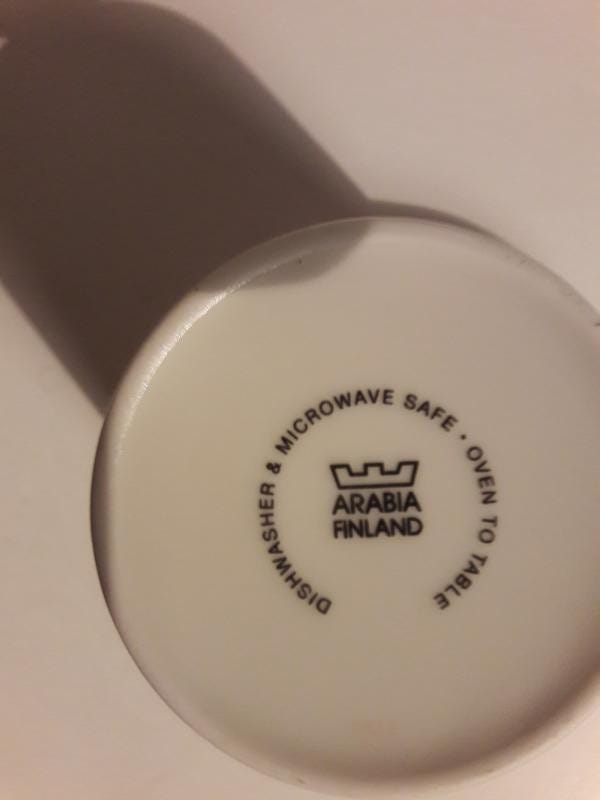 DISHWASHER & MICROWAVE SAFE · OVEN TO TABLE
ARABIA
FINLAND